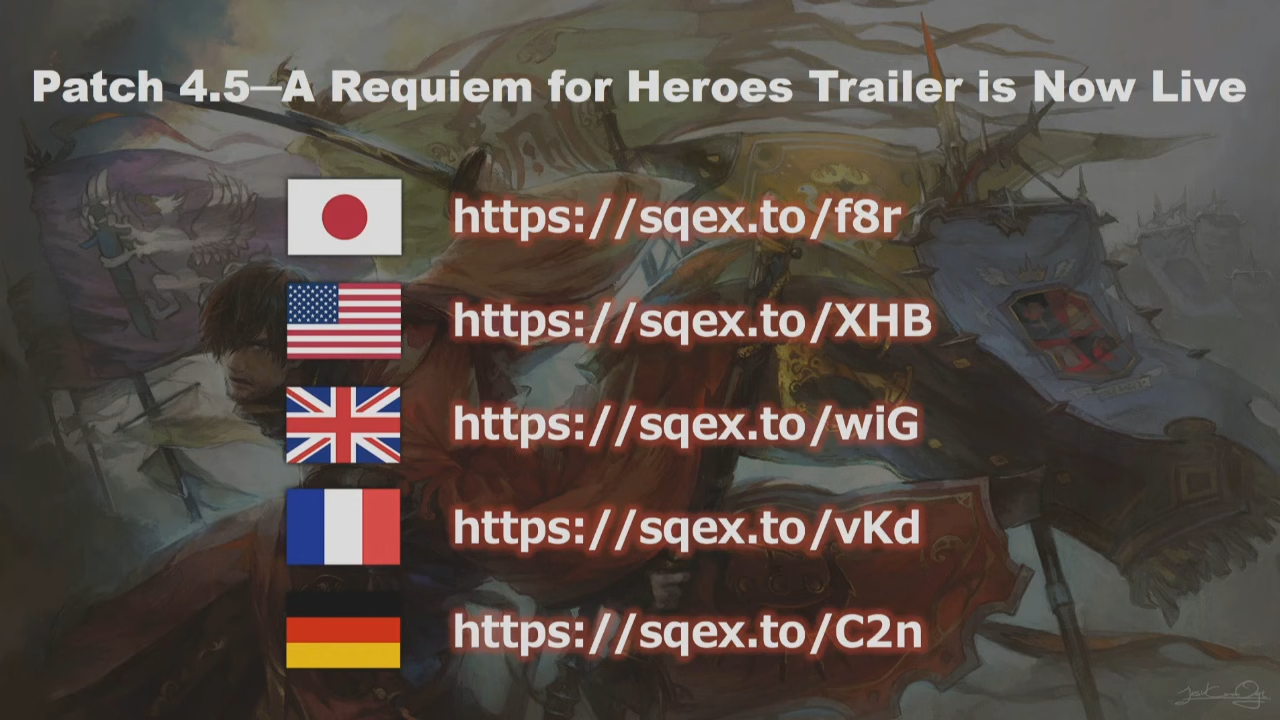 Patch 4.5─A Requiem for Heroes Trailer is Now Live
https://sqex.to/f8r
https://sqex.to/XHB
https://sqex.to/wiG
https://sqex.to/vKd
https://sqex.to/C2n